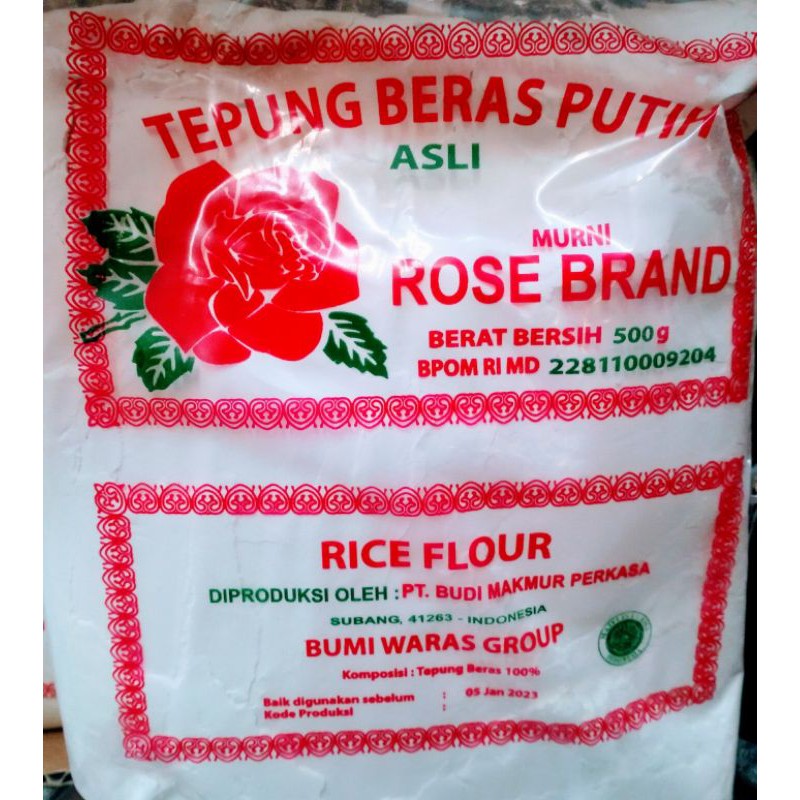 TEPUNG BERAS PUTIH
ASLI
MURNI
ROSE BRAND
BERAT BERSIH 500 g
BPOM RI MD 228110009204
RICE FLOUR
DIPRODUKSI OLEH : PT. BUDI MAKMUR PERKASA
SUBANG, 41263 - INDONESIA
BUMI WARAS GROUP
Komposisi : Tepung Beras 100%
Baik digunakan sebelum : 05 Jan 2023
Kode Produksi :